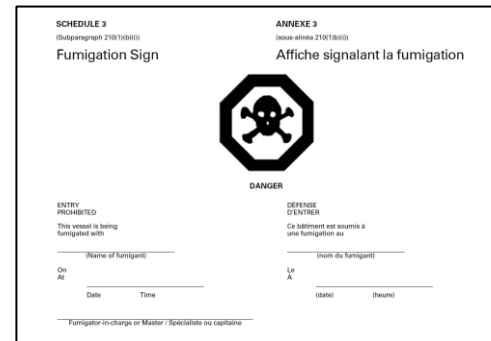 SCHEDULE 3
(Subparagraph 210(1)(b)(ii))
Fumigation Sign
ANNEXE 3
(sous-alinéa 210(1)b)(ii))
Affiche signalant la fumigation
DANGER
ENTRY
PROHIBITED
This vessel is being
fumigated with
(Name of fumigant)
On
At
Date Time
DÉFENSE
D'ENTRER
Ce bâtiment est soumis à
une fumigation au
(nom du fumigant)
Le
À
(date) (heure)
Fumigator-in-charge or Master / Spécialiste ou capitaine